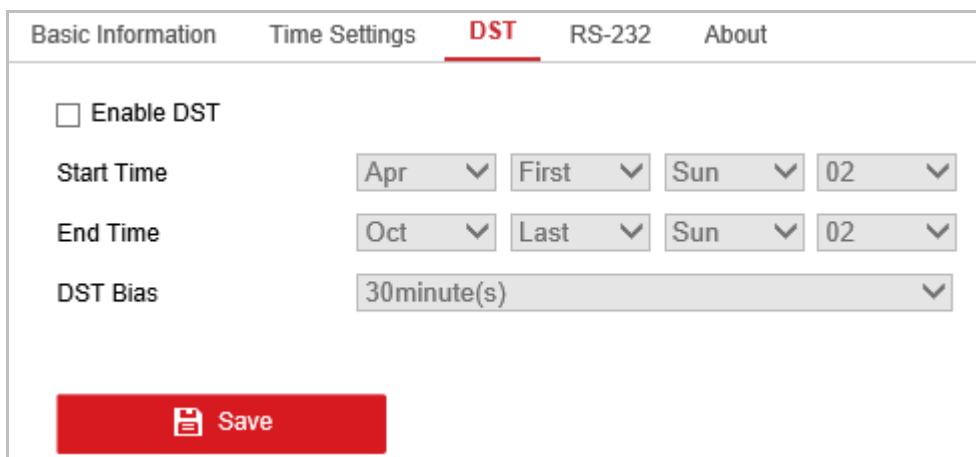 Basic Information Time Settings DST RS-232 About
Enable DST
Start Time Apr First Sun 02
End Time Oct Last Sun 02
DST Bias 30minute(s)
Save